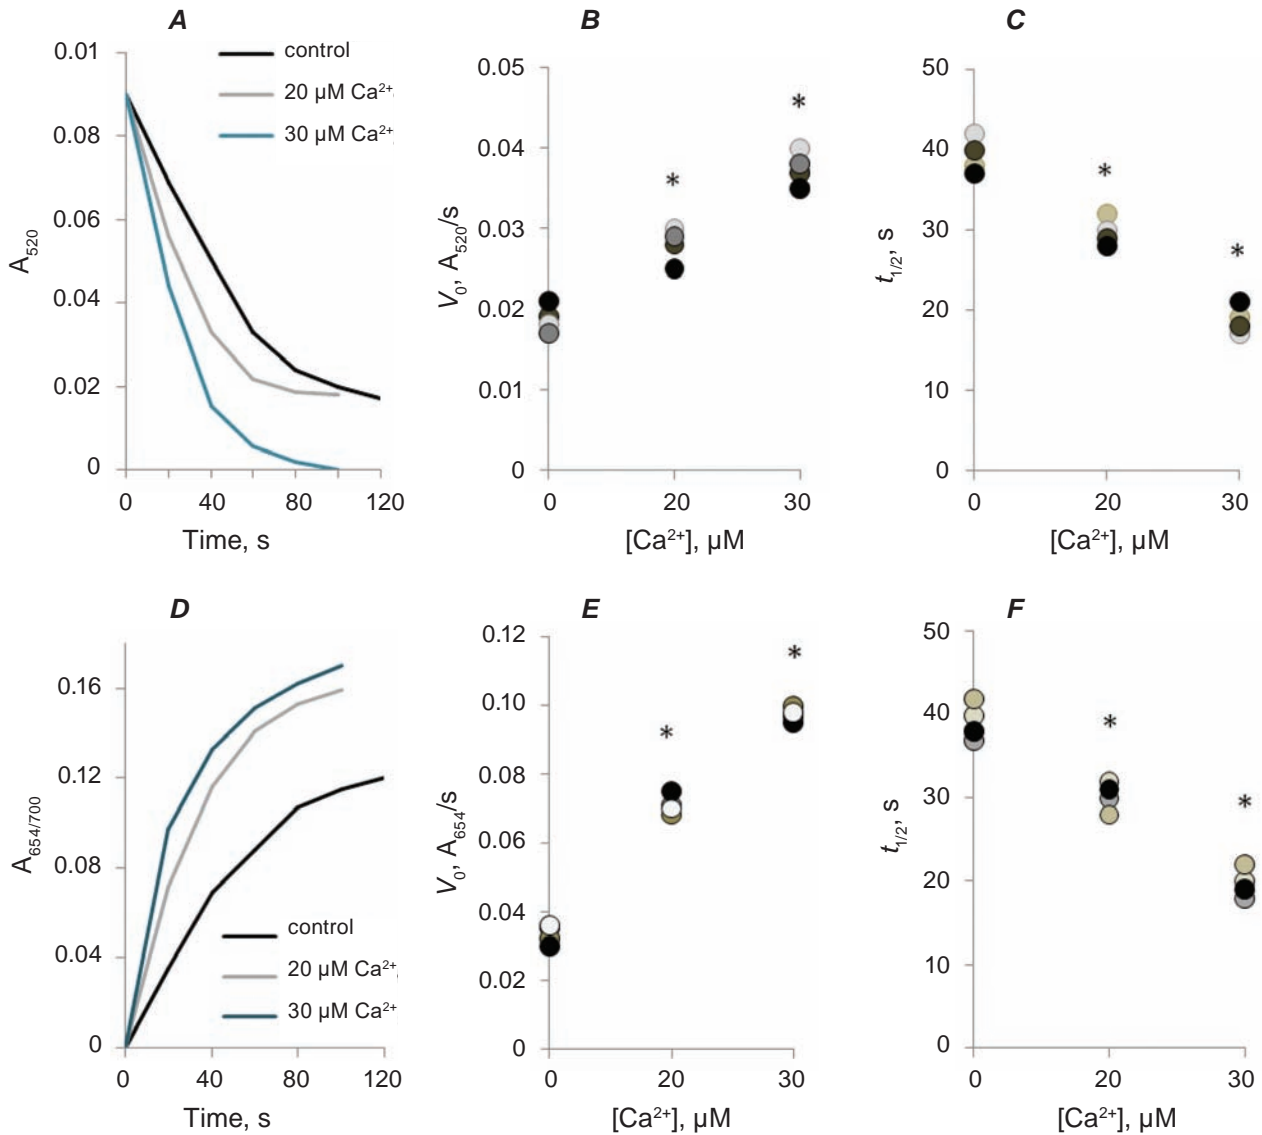 A
control
20 µM Ca²⁺
30 µM Ca²⁺
0.01
0.08
0.06
0.04
0.02
0
A₅₂₀
0 40 80 120
Time, s
B
0.05
0.04
0.03
0.02
0.01
0
V₀, A₅₂₀/s
*
*
0 20 30
[Ca²⁺], µM
C
50
40
30
20
10
0
t₁/₂, s
*
*
0 20 30
[Ca²⁺], µM
D
0.16
0.12
0.08
0.04
0
A₆₅₄/₇₀₀
control
20 µM Ca²⁺
30 µM Ca²⁺
0 40 80 120
Time, s
E
0.12
0.10
0.08
0.06
0.04
0.02
0
V₀, A₆₅₄/s
*
*
0 20 30
[Ca²⁺], µM
F
50
40
30
20
10
0
t₁/₂, s
*
*
0 20 30
[Ca²⁺], µM